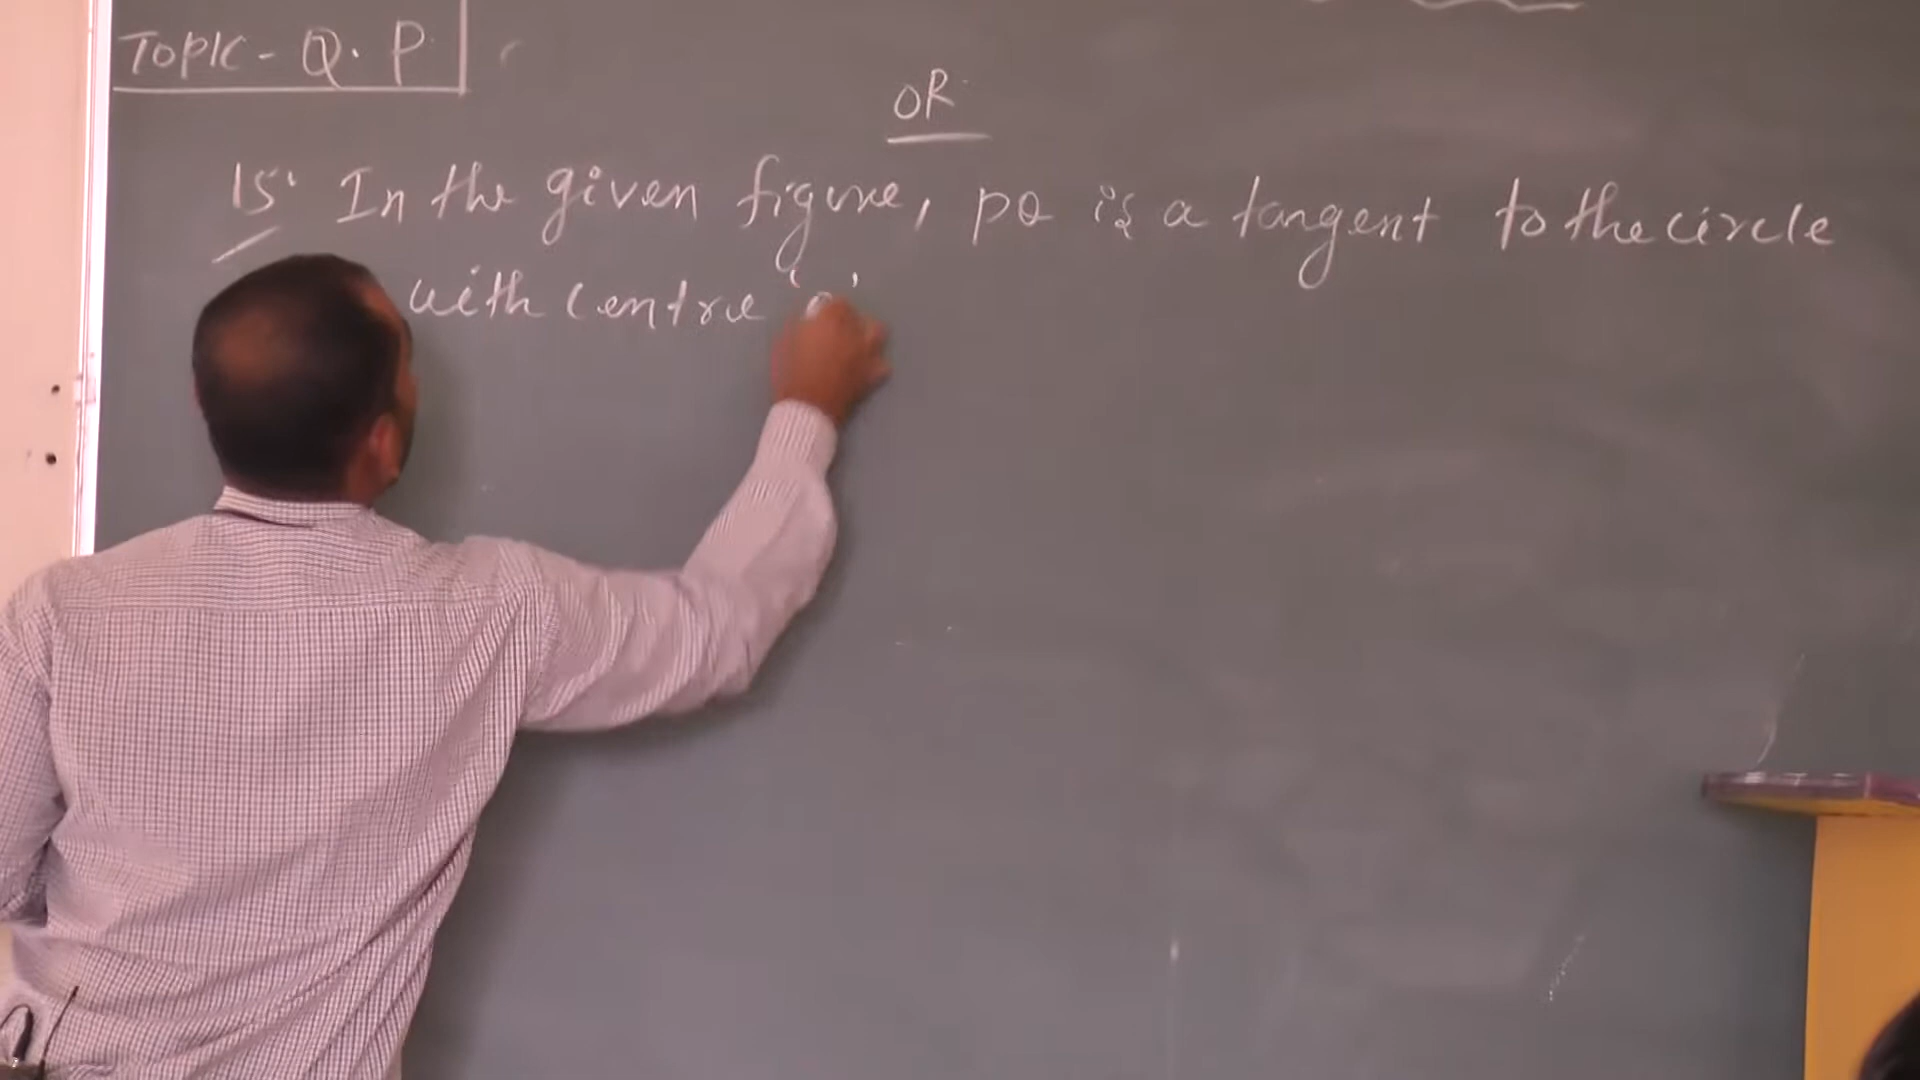 TOPIC - Q. P.
OR
15. In the given figure, PQ is a tangent to the circle
with centre 'O'